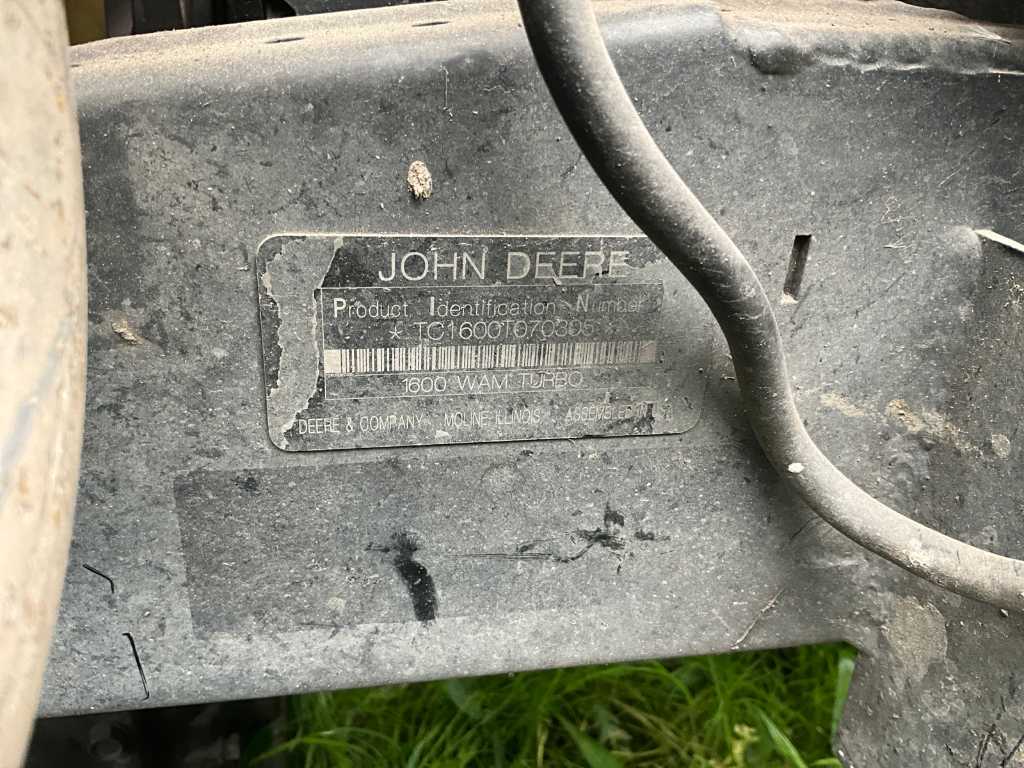 JOHN DEERE
Product Identification Number
* TC1600T070305 *
1600 WAM TURBO
DEERE & COMPANY MOLINE ILLINOIS ASSEMBLED IN